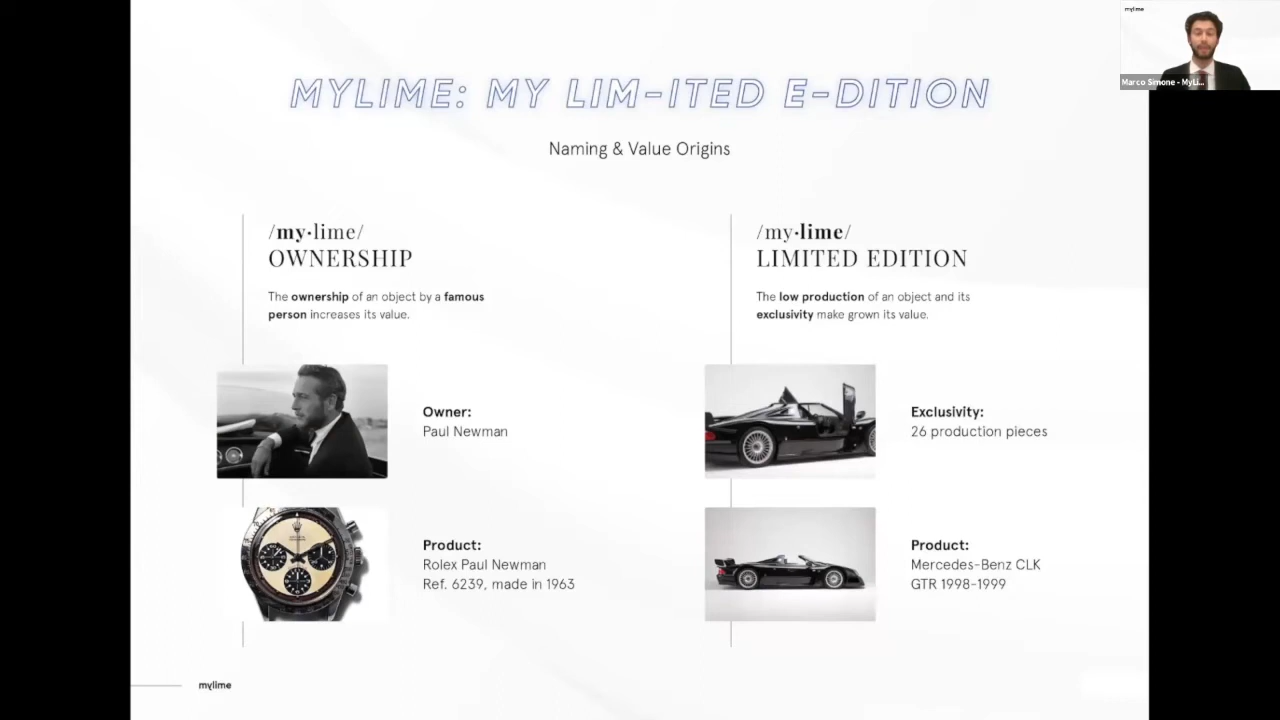 mylime
Marco Simone - MyLi...
MYLIME: MY LIM-ITED E-DITION
Naming & Value Origins
/my·lime/
OWNERSHIP
The ownership of an object by a famous
person increases its value.
Owner:
Paul Newman
Product:
Rolex Paul Newman
Ref. 6239, made in 1963
/my·lime/
LIMITED EDITION
The low production of an object and its
exclusivity make grown its value.
Exclusivity:
26 production pieces
Product:
Mercedes-Benz CLK
GTR 1998-1999
mylime